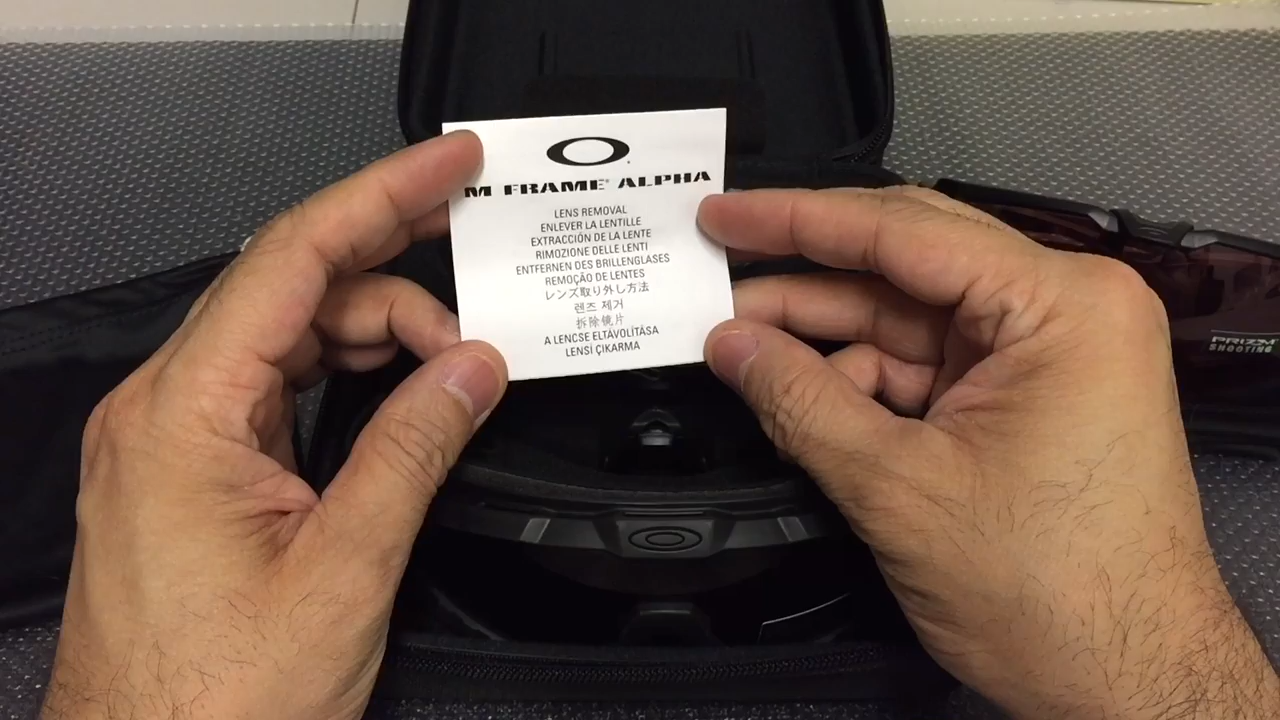 M FRAME® ALPHA
LENS REMOVAL
ENLEVER LA LENTILLE
EXTRACCIÓN DE LA LENTE
RIMOZIONE DELLE LENTI
ENTFERNEN DES BRILLENGLASES
REMOÇÃO DE LENTES
レンズ取り外し方法
렌즈 제거
拆除镜片
A LENCSE ELTÁVOLÍTÁSA
LENSİ ÇIKARMA
PRIZM
SHOOTING